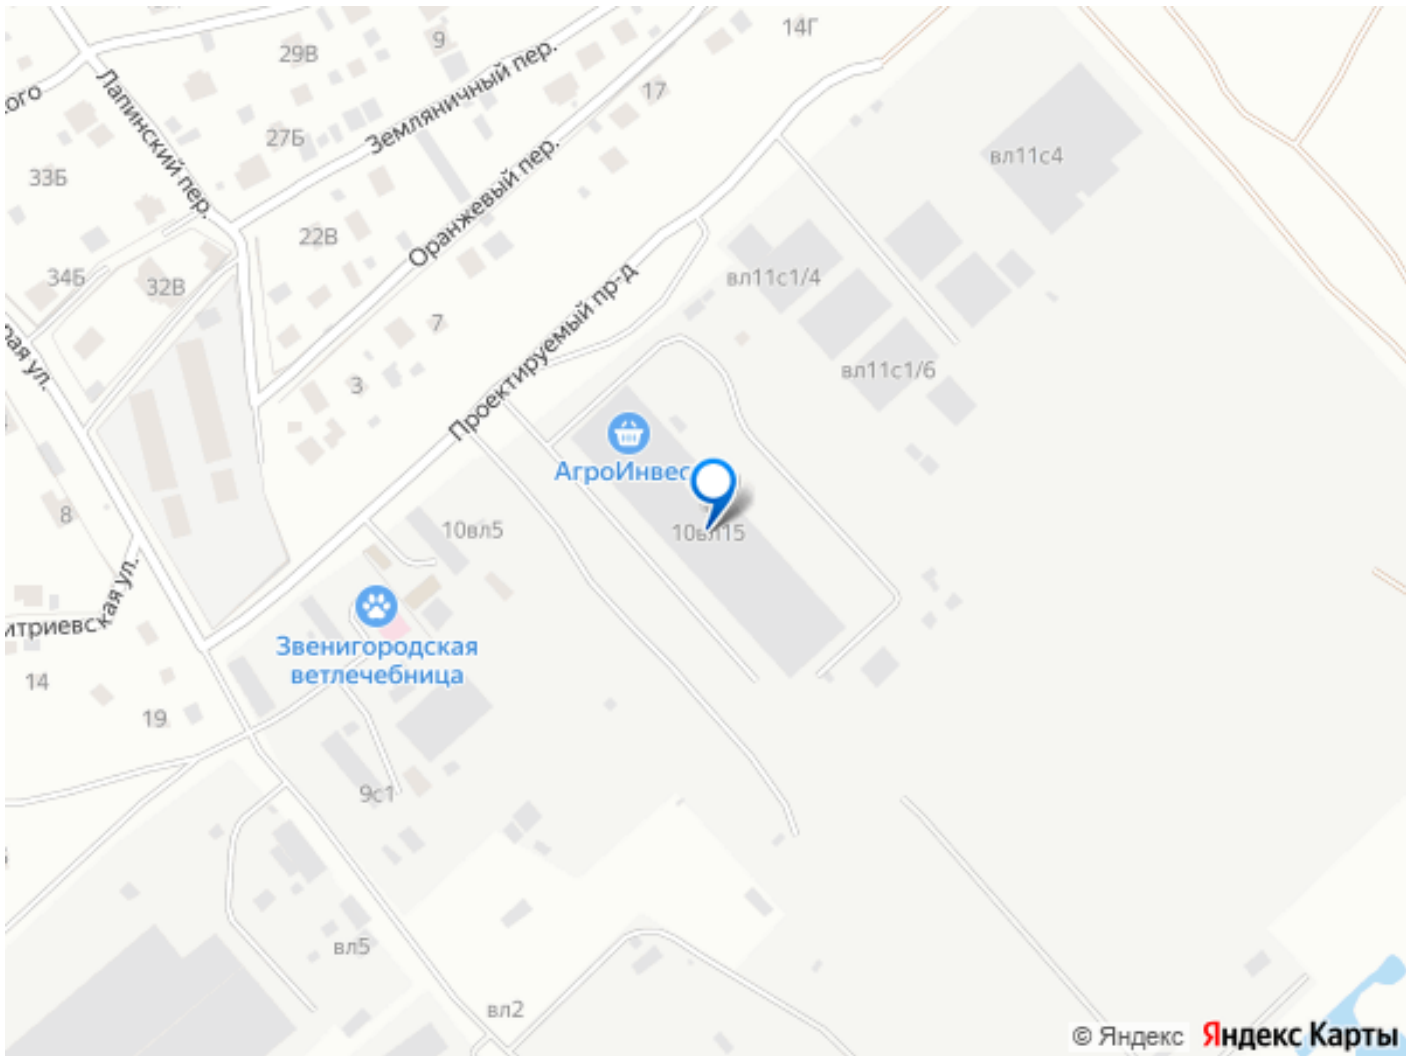 14Г
9
29В
ого
Лапинский пер.
Земляничный пер.
17
27Б
33Б
Оранжевый пер.
вл11с4
22В
34Б
32В
вл11с1/4
Проектируемый пр-д
7
рая ул.
3
вл11с1/6
АгроИнвес
8
10вл5
10вл15
итриевская ул.
Звенигородская
ветлечебница
14
19
9с1
вл5
вл2
© Яндекс Яндекс Карты